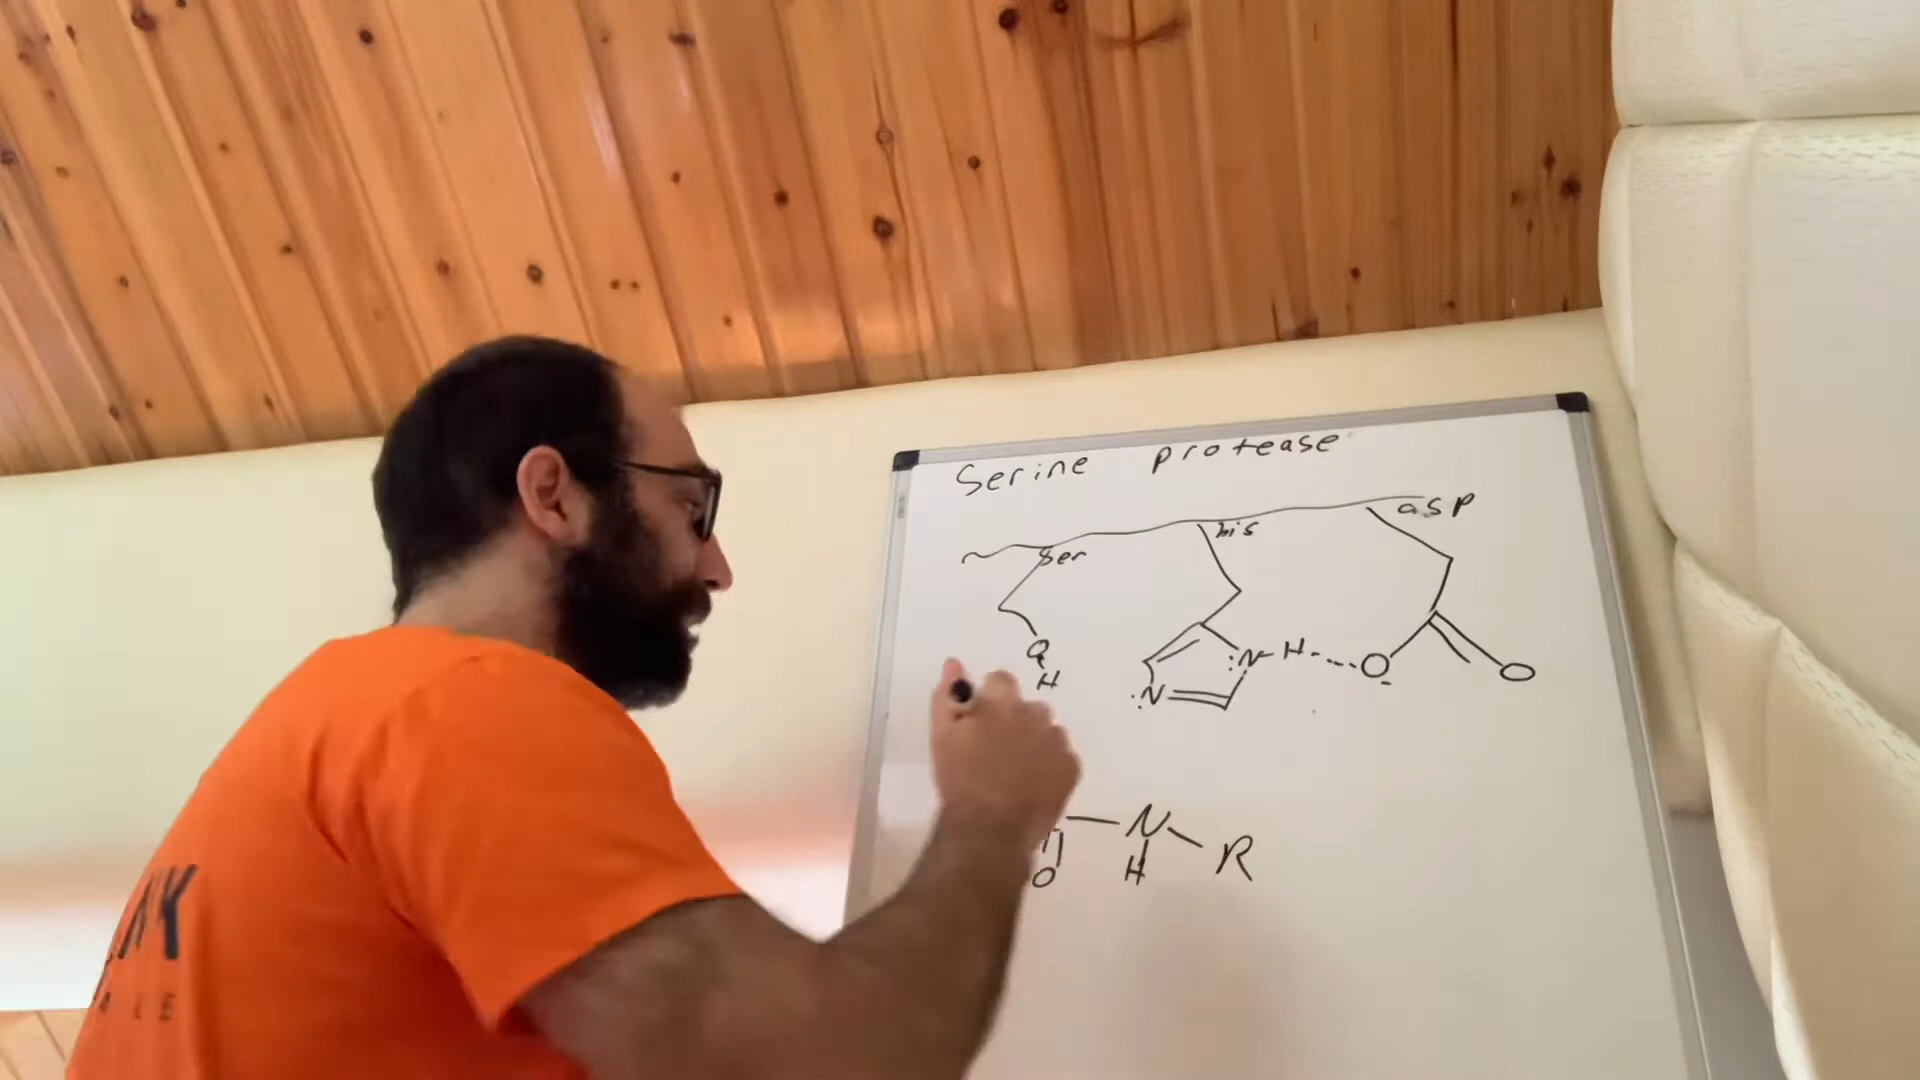 Serine protease
Ser his asp
O
H
:N
:N-H----O-
O
N
H
R
O